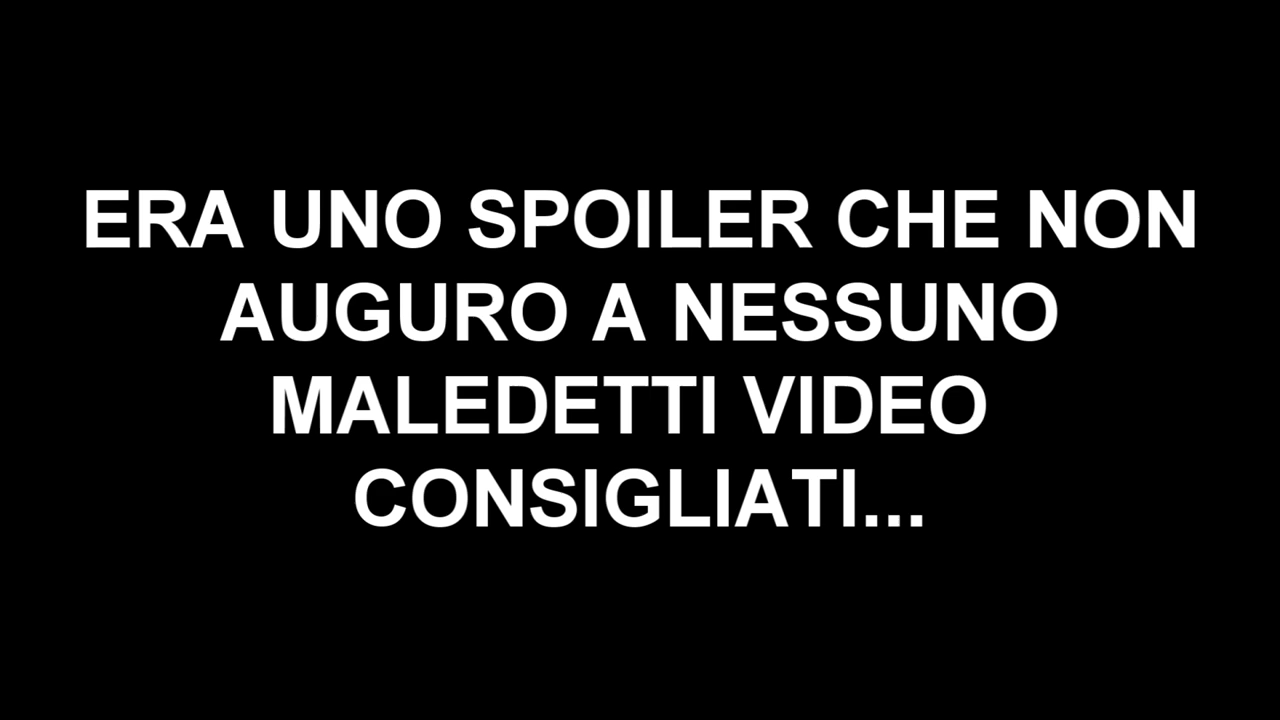 ERA UNO SPOILER CHE NON
AUGURO A NESSUNO
MALEDETTI VIDEO
CONSIGLIATI...